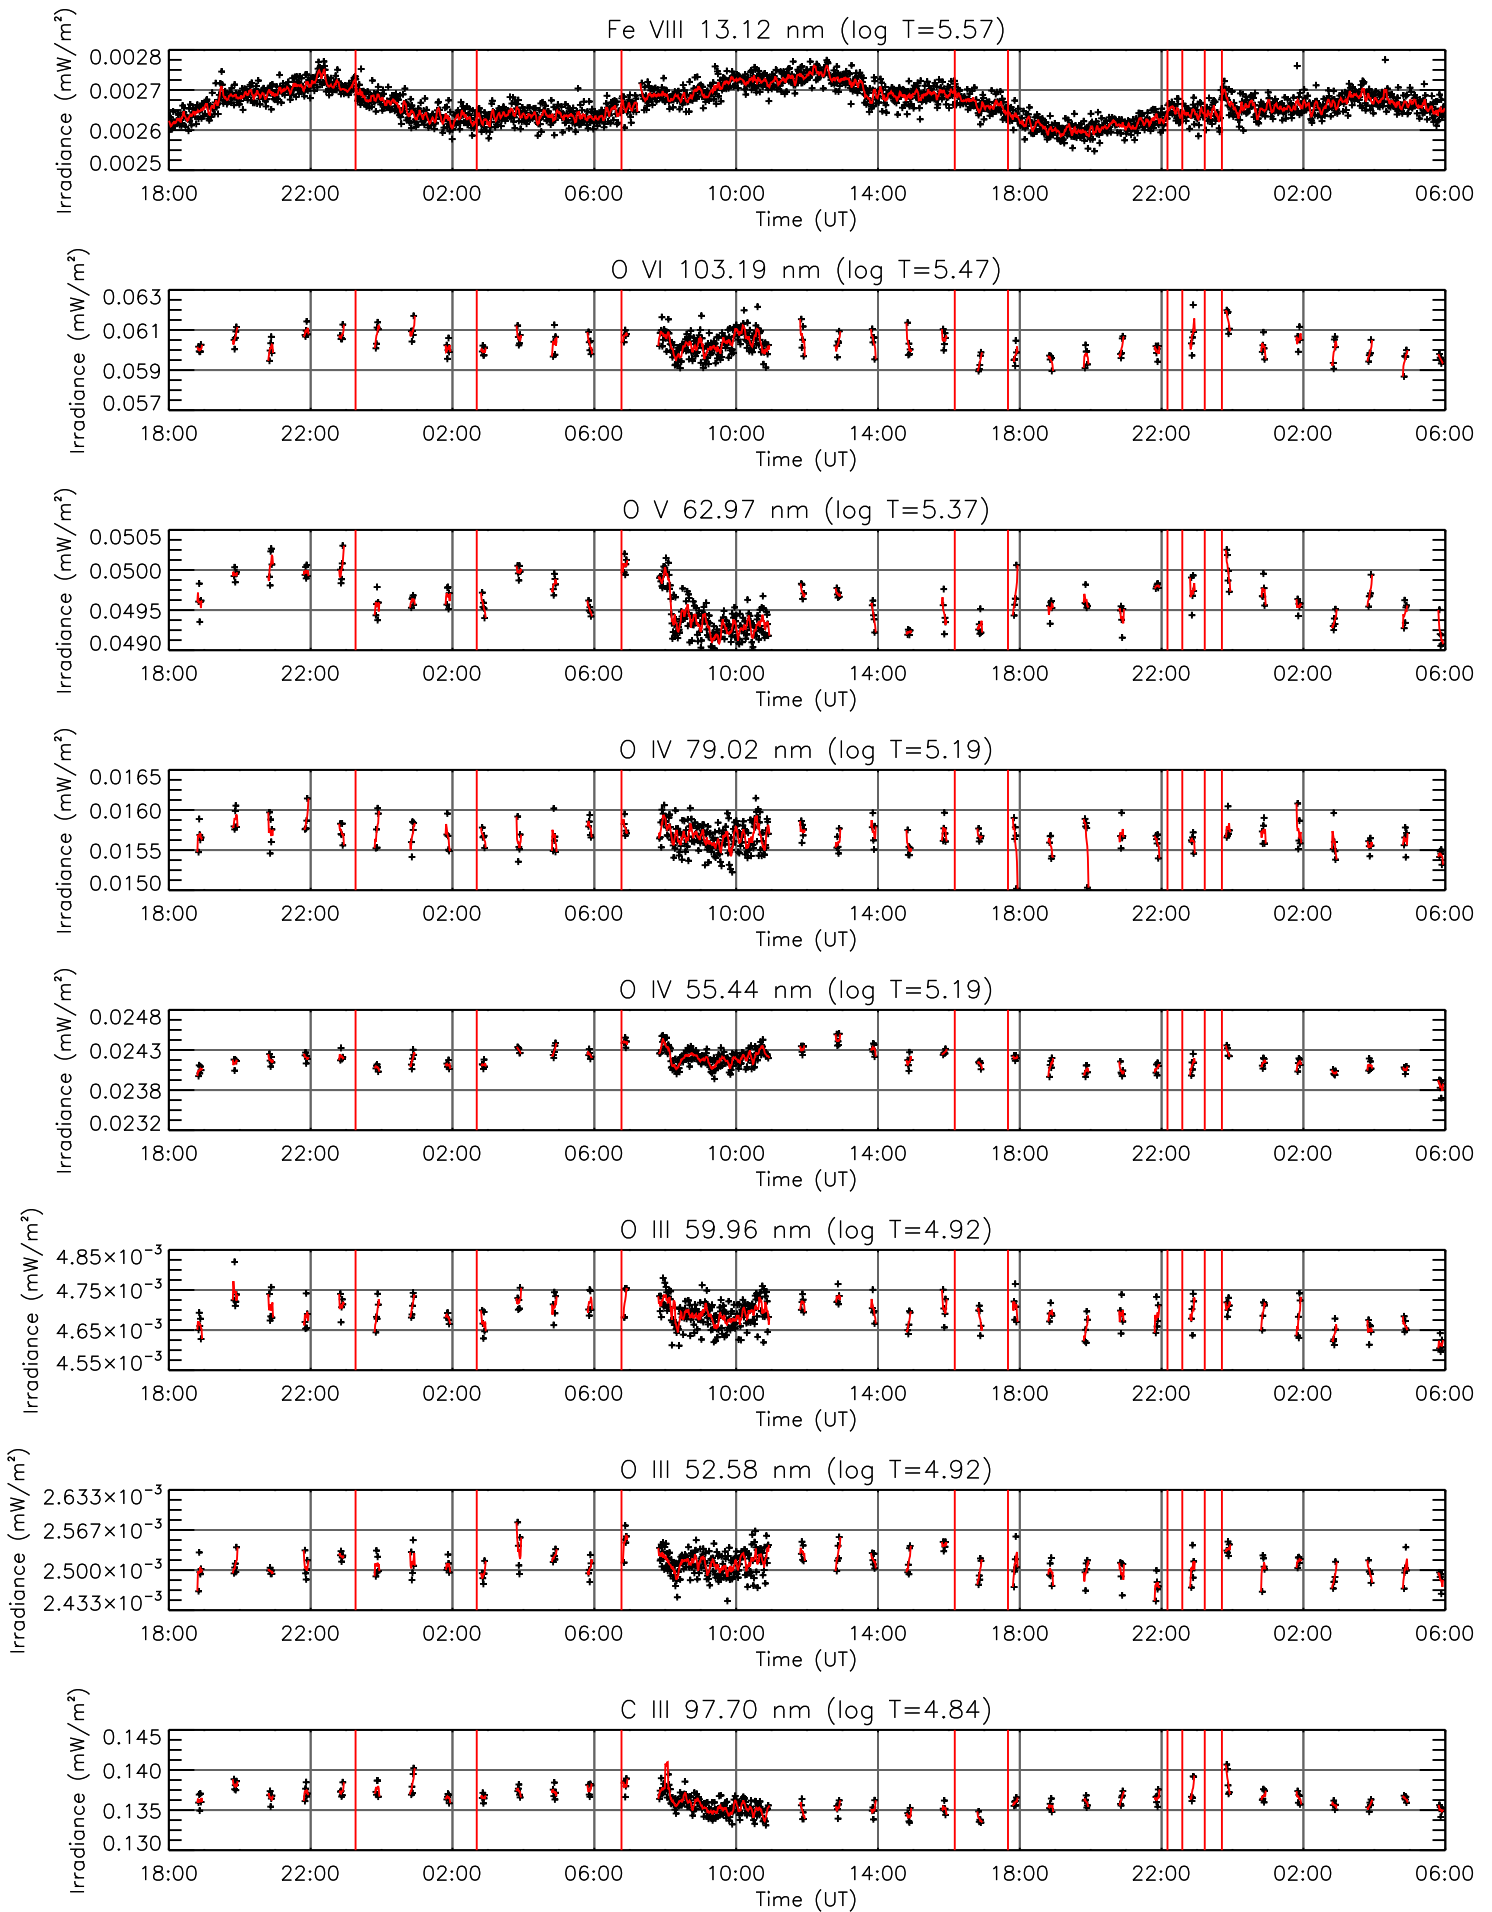 Fe VIII 13.12 nm (log T=5.57)
Irradiance (mW/m²)
0.0028
0.0027
0.0026
0.0025
18:00 22:00 02:00 06:00 10:00 14:00 18:00 22:00 02:00 06:00
Time (UT)
O VI 103.19 nm (log T=5.47)
Irradiance (mW/m²)
0.063
0.061
0.059
0.057
18:00 22:00 02:00 06:00 10:00 14:00 18:00 22:00 02:00 06:00
Time (UT)
O V 62.97 nm (log T=5.37)
Irradiance (mW/m²)
0.0505
0.0500
0.0495
0.0490
18:00 22:00 02:00 06:00 10:00 14:00 18:00 22:00 02:00 06:00
Time (UT)
O IV 79.02 nm (log T=5.19)
Irradiance (mW/m²)
0.0165
0.0160
0.0155
0.0150
18:00 22:00 02:00 06:00 10:00 14:00 18:00 22:00 02:00 06:00
Time (UT)
O IV 55.44 nm (log T=5.19)
Irradiance (mW/m²)
0.0248
0.0243
0.0238
0.0232
18:00 22:00 02:00 06:00 10:00 14:00 18:00 22:00 02:00 06:00
Time (UT)
O III 59.96 nm (log T=4.92)
Irradiance (mW/m²)
4.85×10⁻³
4.75×10⁻³
4.65×10⁻³
4.55×10⁻³
18:00 22:00 02:00 06:00 10:00 14:00 18:00 22:00 02:00 06:00
Time (UT)
O III 52.58 nm (log T=4.92)
Irradiance (mW/m²)
2.633×10⁻³
2.567×10⁻³
2.500×10⁻³
2.433×10⁻³
18:00 22:00 02:00 06:00 10:00 14:00 18:00 22:00 02:00 06:00
Time (UT)
C III 97.70 nm (log T=4.84)
Irradiance (mW/m²)
0.145
0.140
0.135
0.130
18:00 22:00 02:00 06:00 10:00 14:00 18:00 22:00 02:00 06:00
Time (UT)